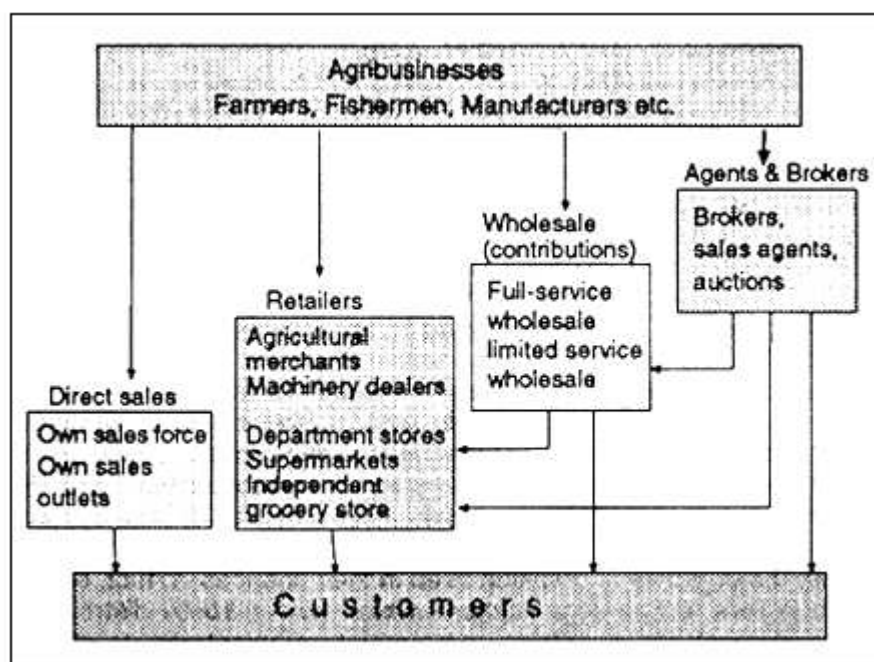 Agribusinesses
Farmers, Fishermen, Manufacturers etc.
Agents & Brokers
Brokers,
sales agents,
auctions
Wholesale
(contributions)
Full-service
wholesale
limited service
wholesale
Retailers
Agricultural
merchants
Machinery dealers
Department stores
Supermarkets
Independent
grocery store
Direct sales
Own sales force
Own sales
outlets
Customers